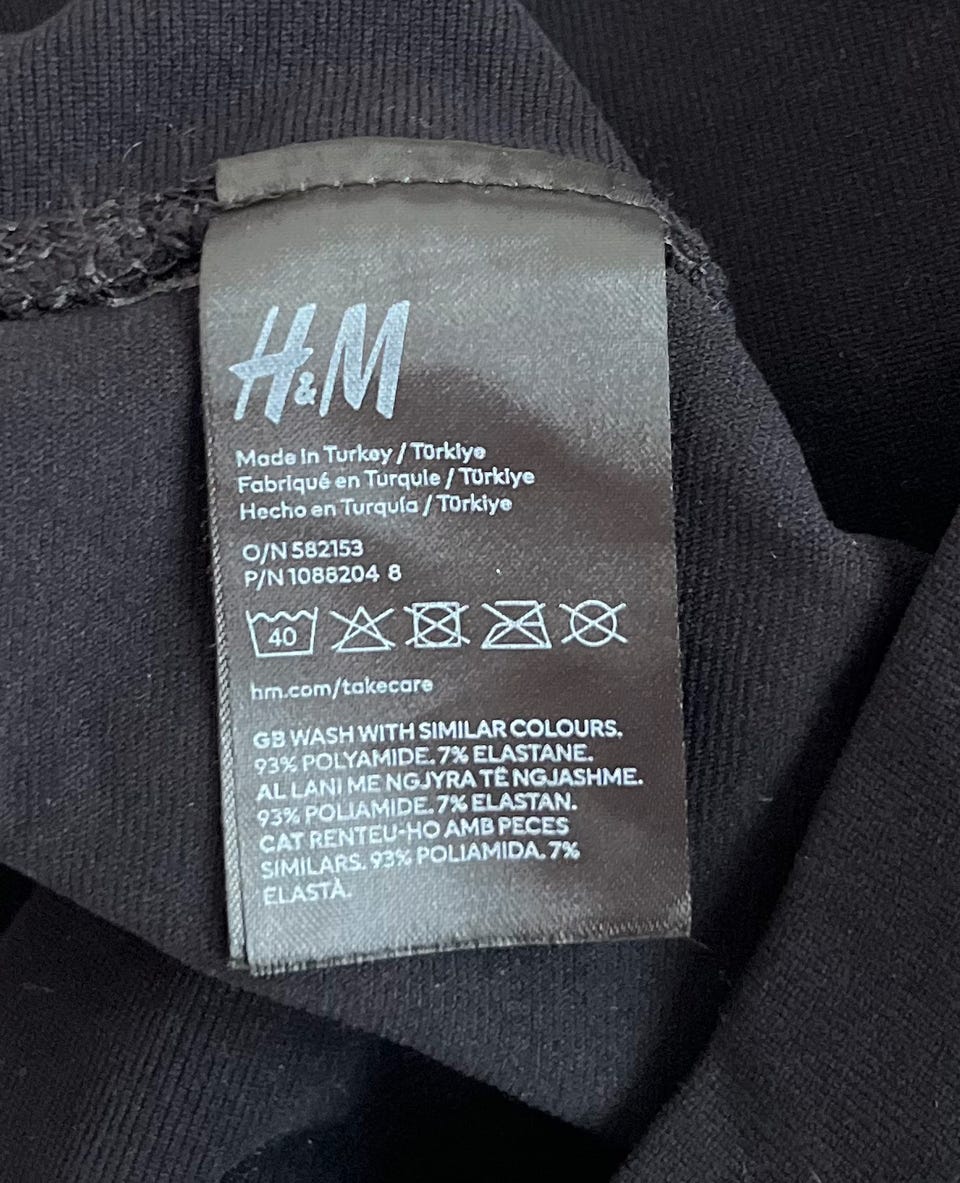 H&M
Made in Turkey / Türkiye
Fabriqué en Turquie / Türkiye
Hecho en Turquía / Türkiye
O/N 582153
P/N 1088204 8
40
hm.com/takecare
GB WASH WITH SIMILAR COLOURS.
93% POLYAMIDE. 7% ELASTANE.
AL LANI ME NGJYRA TË NGJASHME.
93% POLIAMIDE. 7% ELASTAN.
CAT RENTEU-HO AMB PECES
SIMILARS. 93% POLIAMIDA. 7%
ELASTÀ.